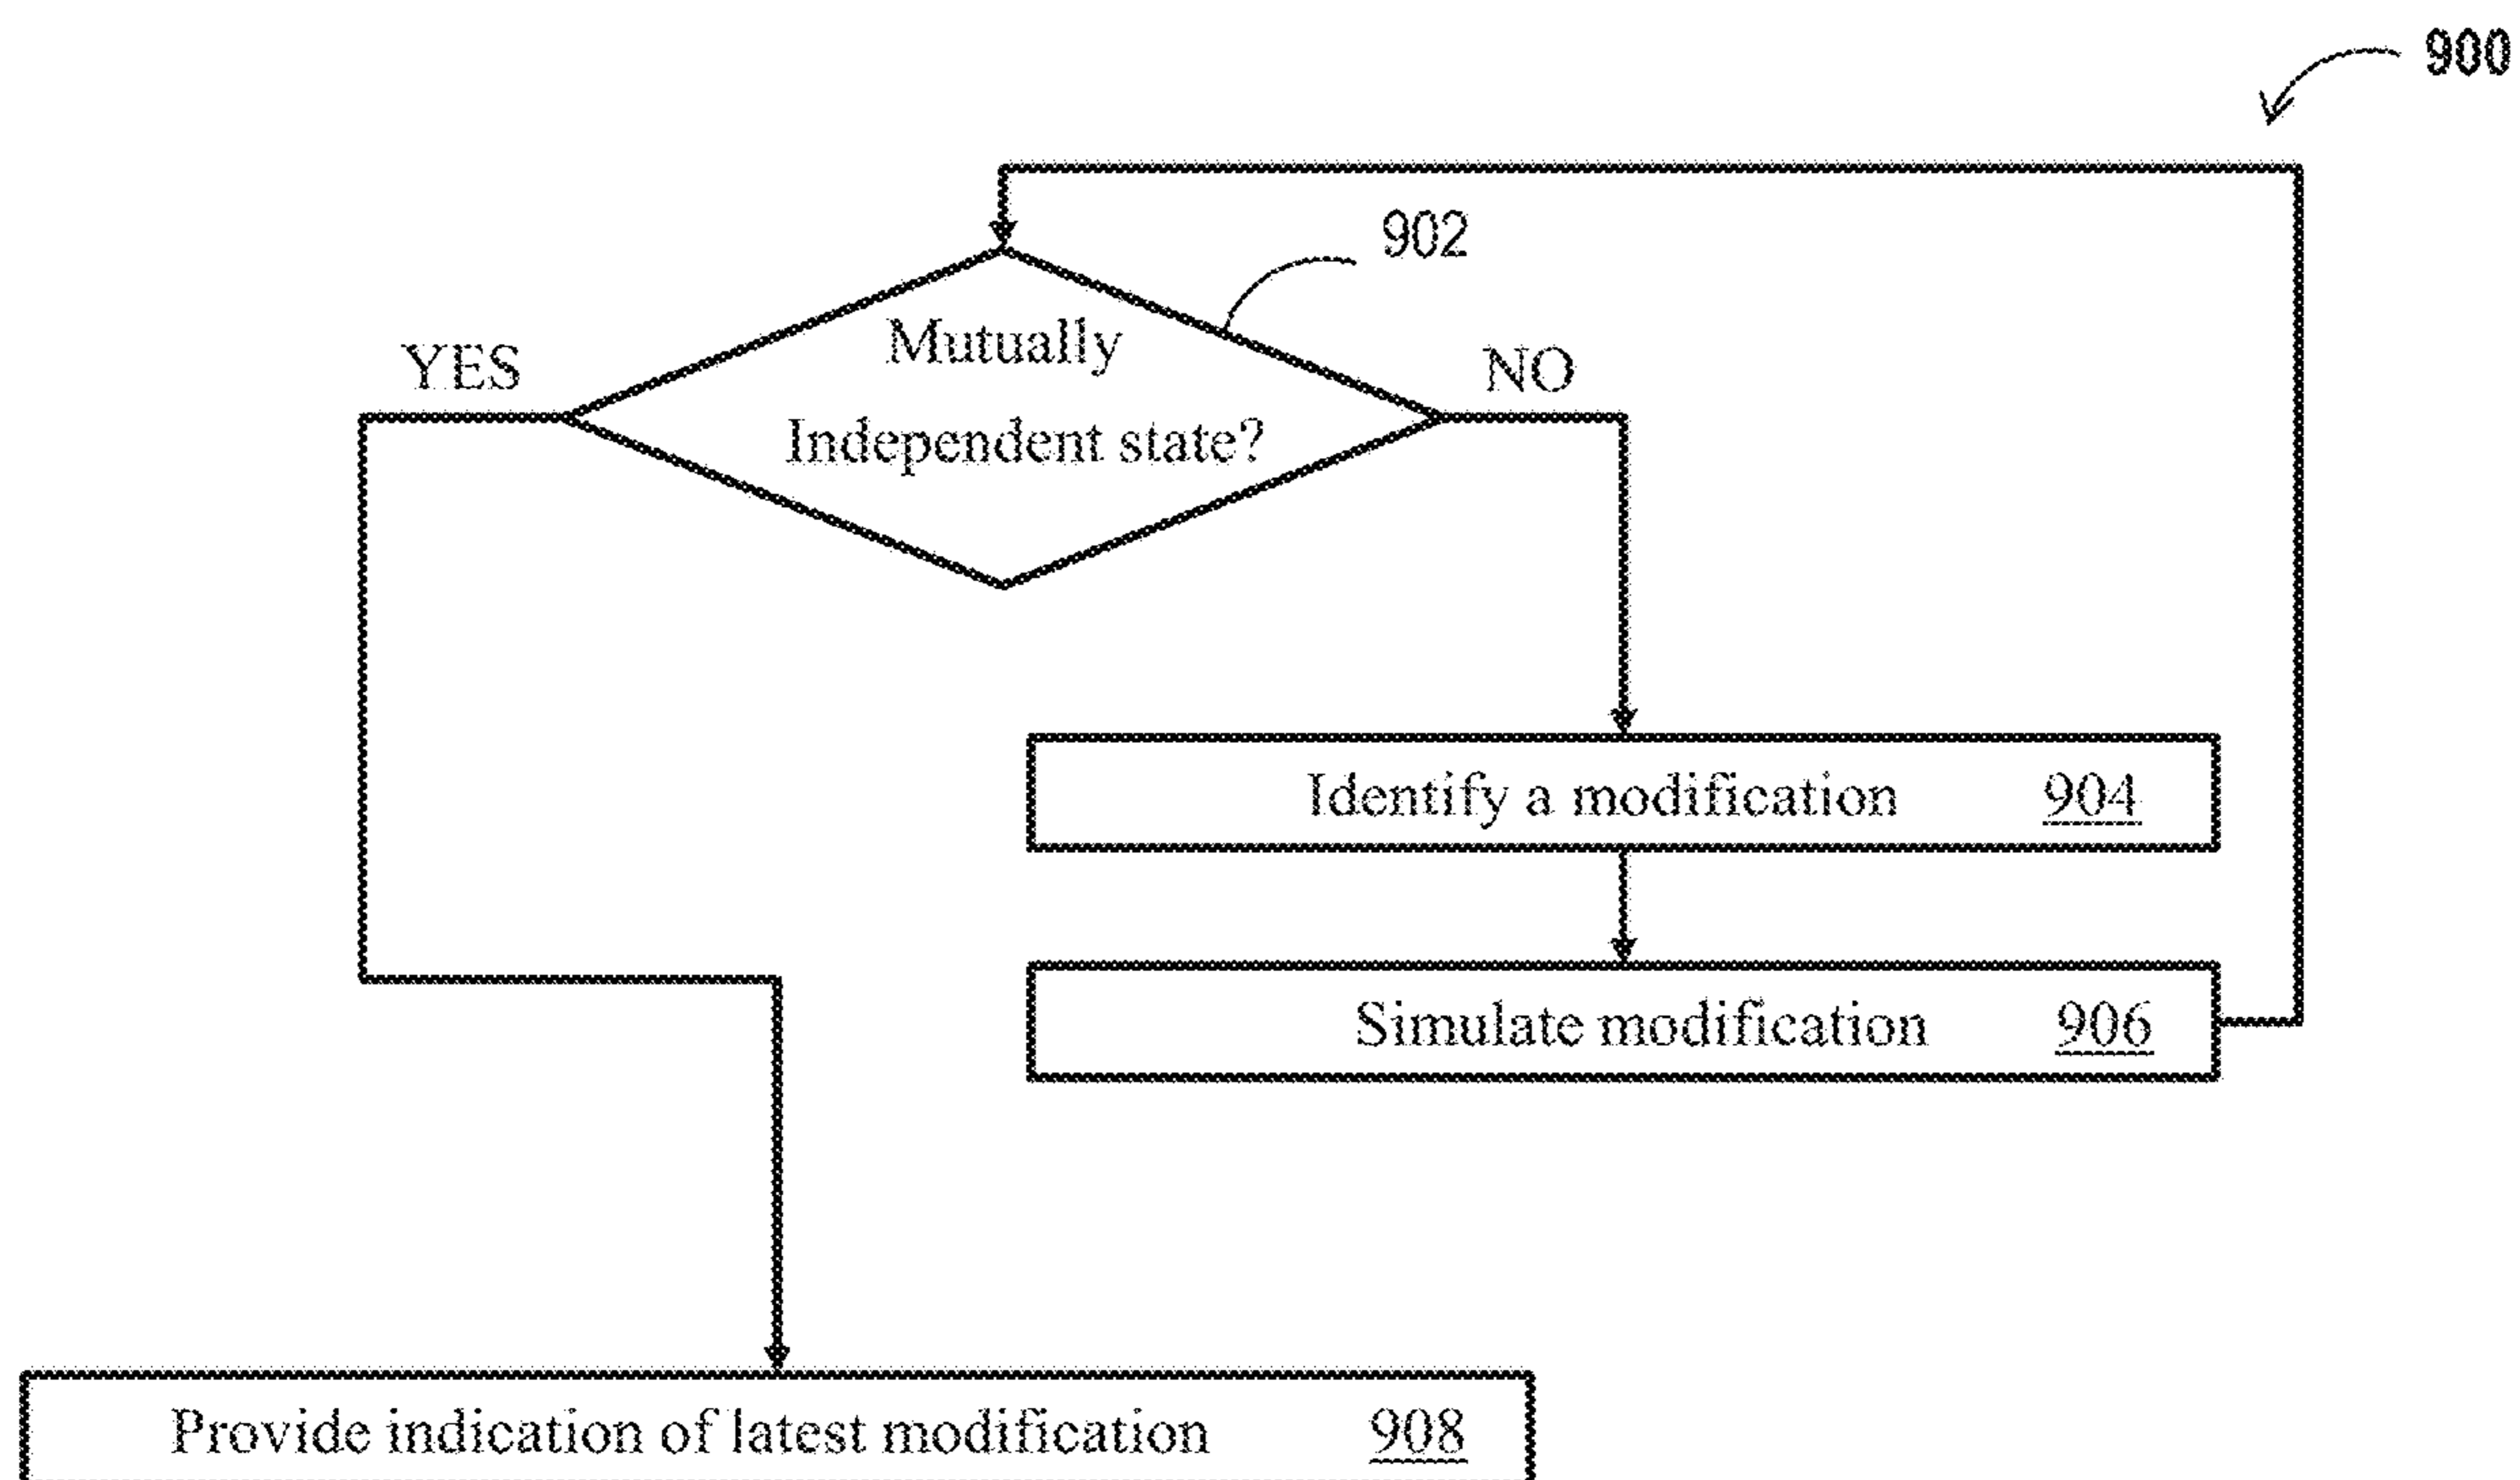 900
902
Mutually
Independent state?
YES
NO
Identify a modification 904
Simulate modification 906
Provide indication of latest modification 908